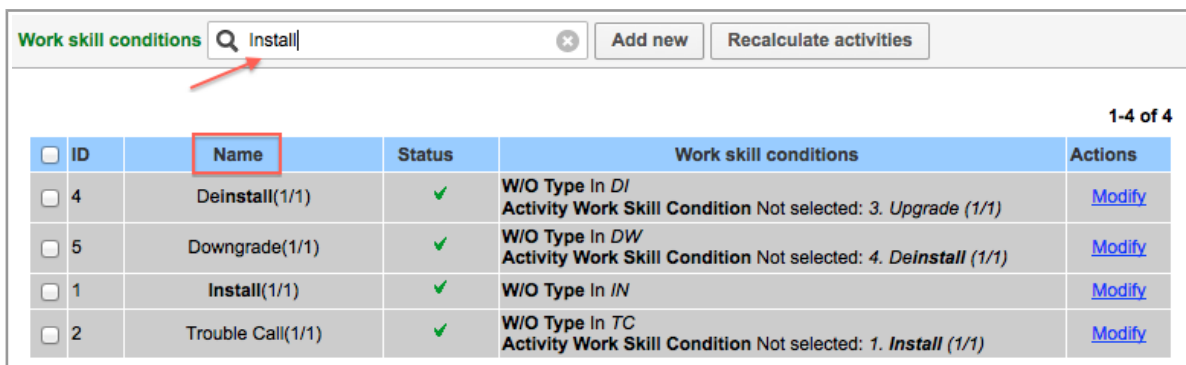 Work skill conditions Install Add new Recalculate activities
1-4 of 4
ID Name Status Work skill conditions Actions
4 Deinstall(1/1) W/O Type In DI Modify
Activity Work Skill Condition Not selected: 3. Upgrade (1/1)
5 Downgrade(1/1) W/O Type In DW Modify
Activity Work Skill Condition Not selected: 4. Deinstall (1/1)
1 Install(1/1) W/O Type In IN Modify
2 Trouble Call(1/1) W/O Type In TC Modify
Activity Work Skill Condition Not selected: 1. Install (1/1)